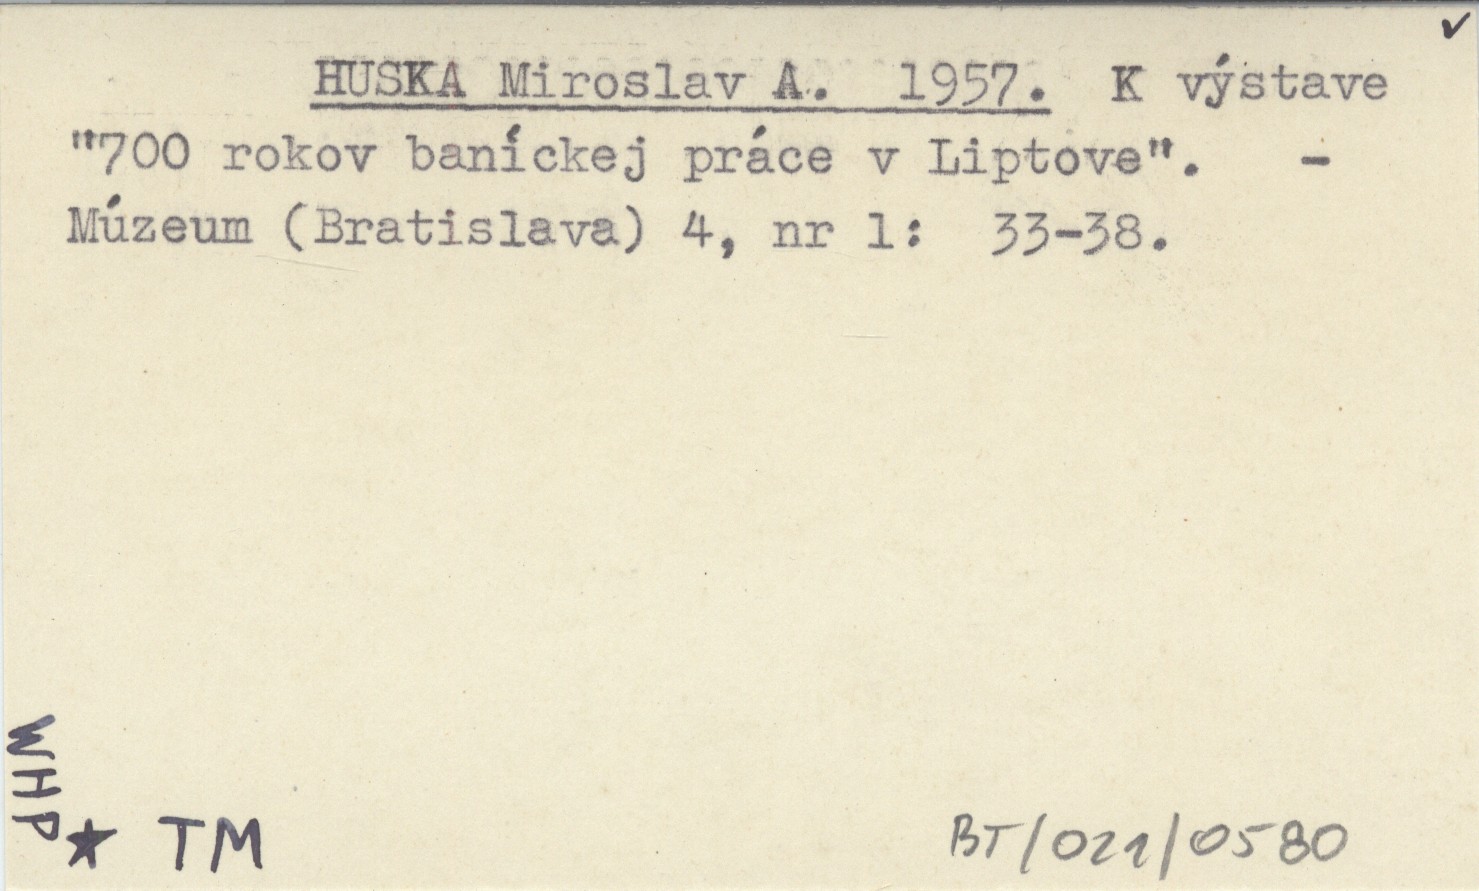 HUSKA Miroslav A. 1957. K výstave
"700 rokov baníckej práce v Liptove". -
Múzeum (Bratislava) 4, nr 1: 33-38.
WHP
★ TM
BT/021/0580